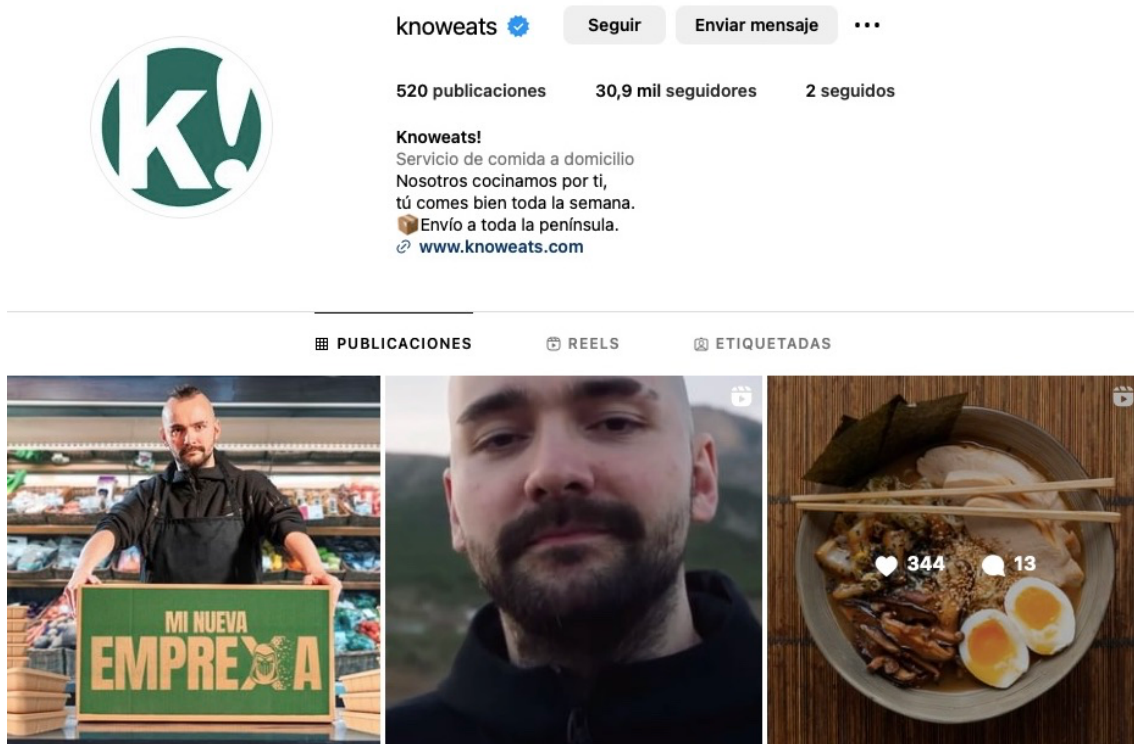 knoweats
Seguir
Enviar mensaje
520 publicaciones
30,9 mil seguidores
2 seguidos
k!
Knoweats!
Servicio de comida a domicilio
Nosotros cocinamos por ti,
tú comes bien toda la semana.
📦Envío a toda la península.
www.knoweats.com
PUBLICACIONES
REELS
ETIQUETADAS
MI NUEVA
EMPREXA
344
13